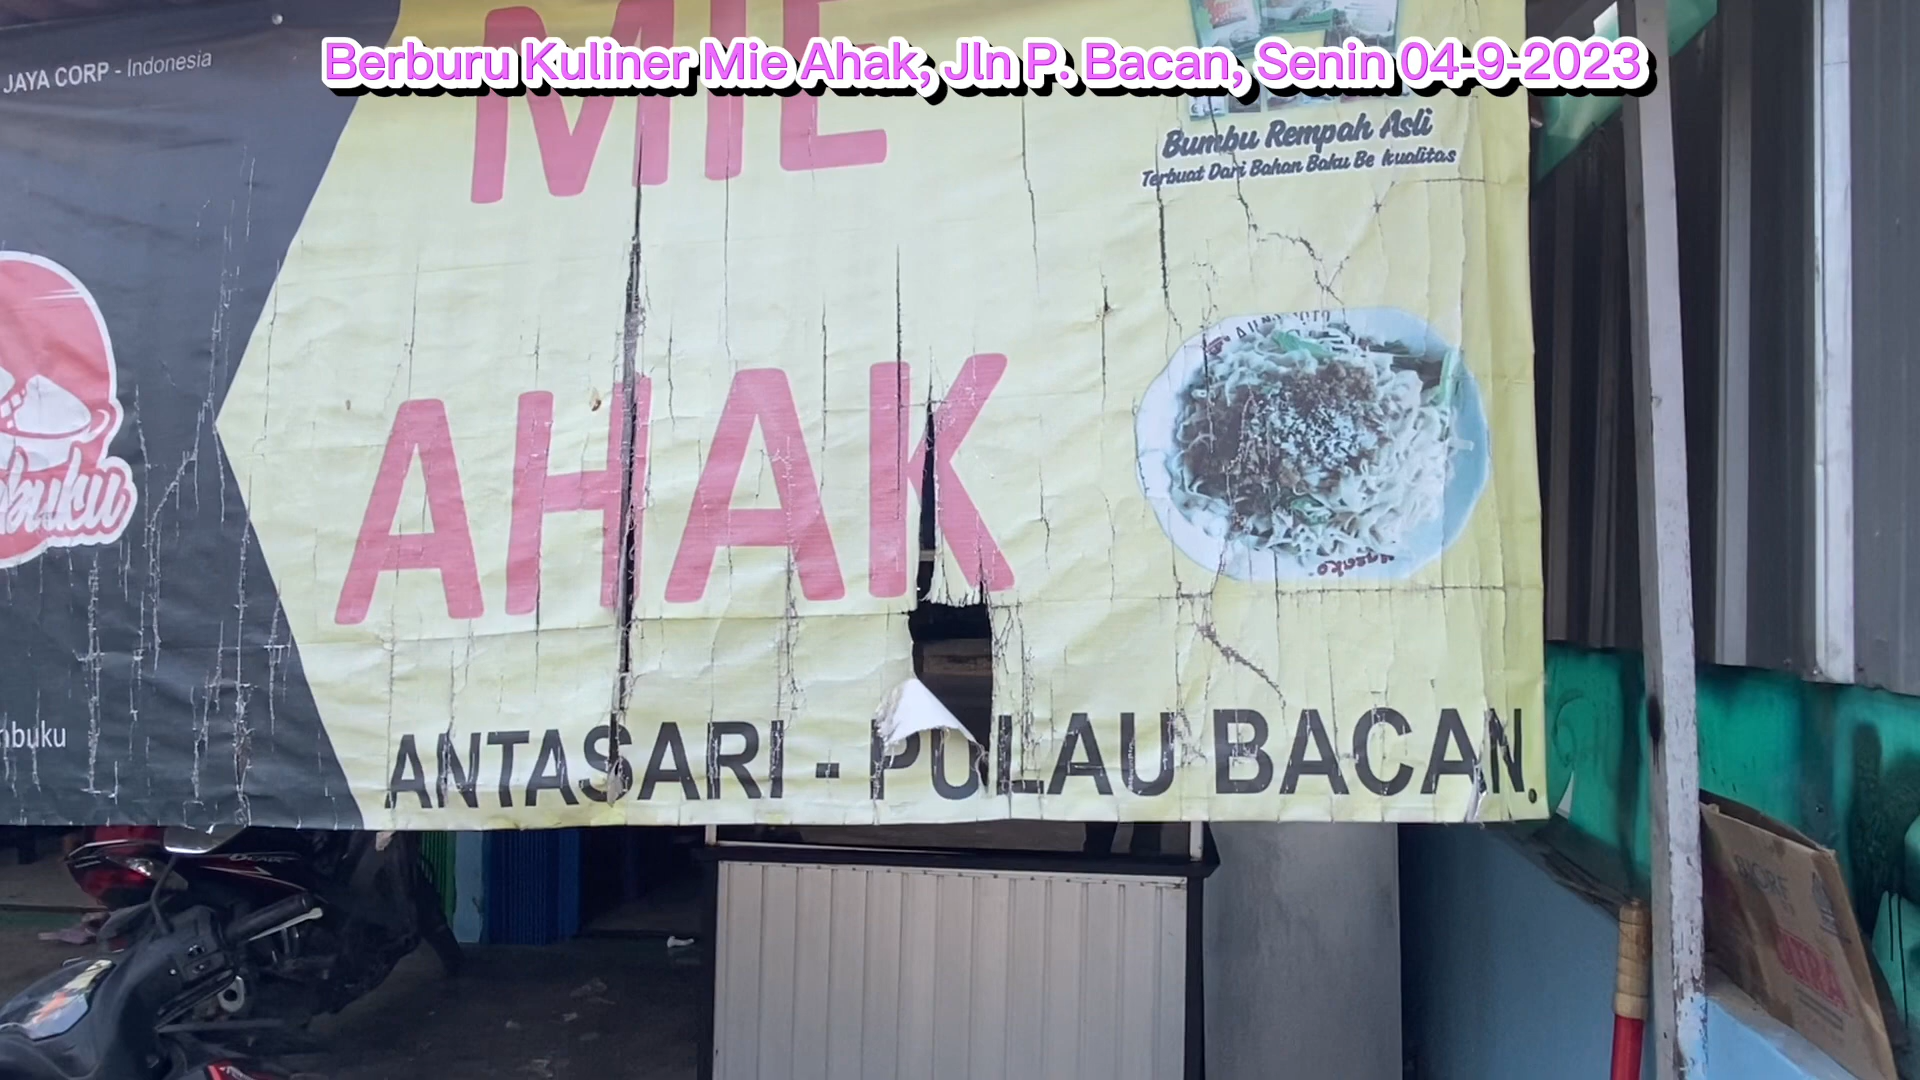 Berburu Kuliner Mie Ahak, Jln P. Bacan, Senin 04-9-2023
JAYA CORP - Indonesia
MIE
AHAK
ANTASARI - PULAU BACAN.
Bumbu Rempah Asli
Terbuat Dari Bahan Baku Be kualitas
ULTRA